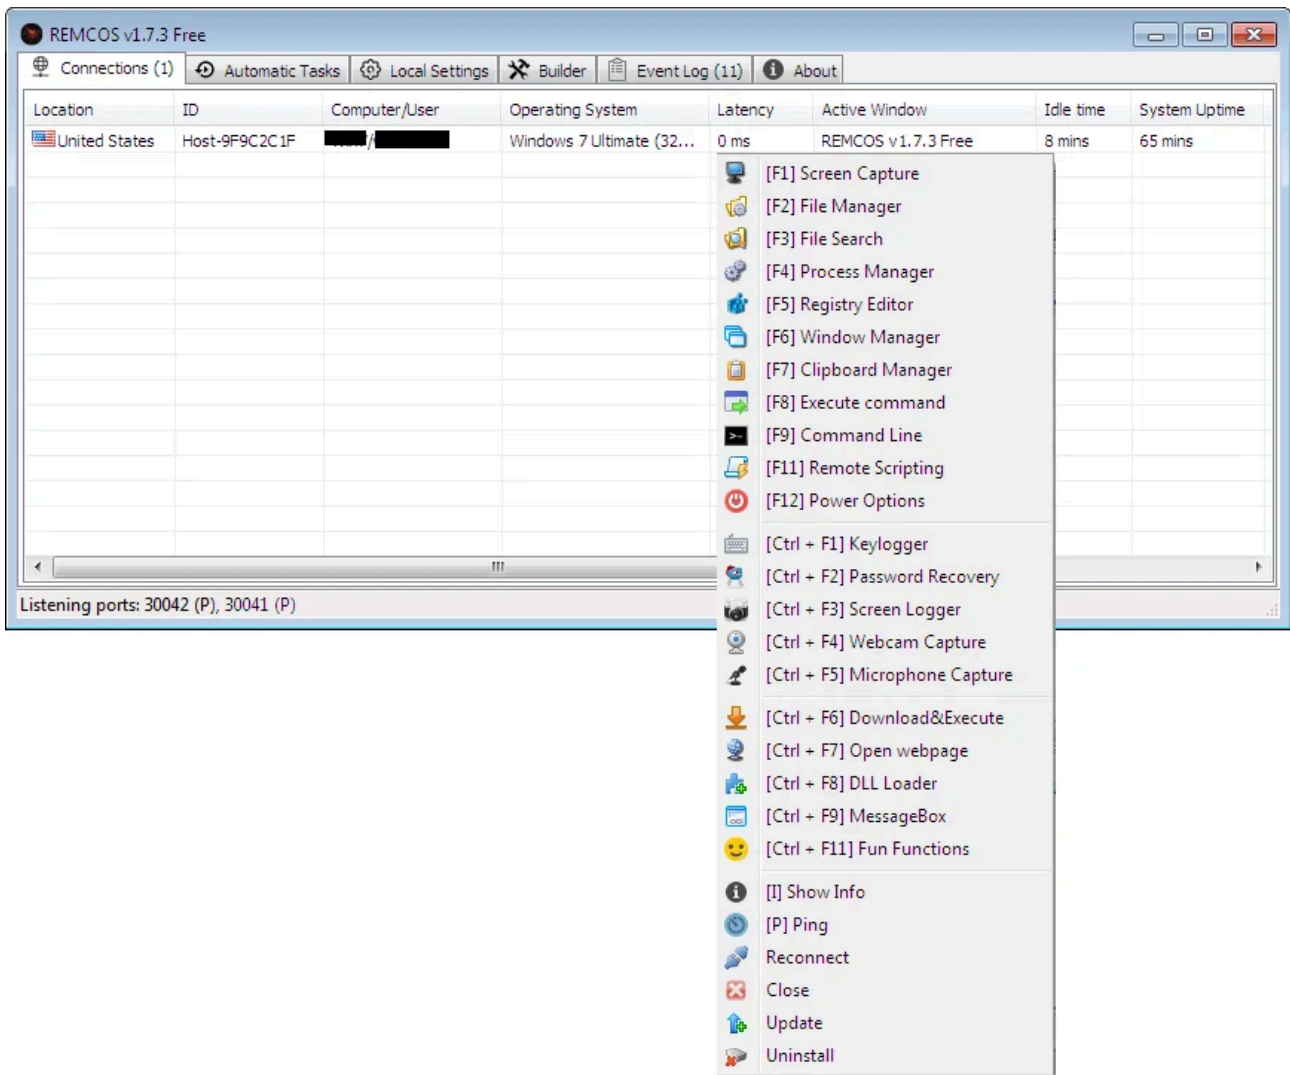 REMCOS v1.7.3 Free
Connections (1) Automatic Tasks Local Settings Builder Event Log (11) About
Location ID Computer/User Operating System Latency Active Window Idle time System Uptime
United States Host-9F9C2C1F / Windows 7 Ultimate (32... 0 ms REMCOS v1.7.3 Free 8 mins 65 mins
[F1] Screen Capture
[F2] File Manager
[F3] File Search
[F4] Process Manager
[F5] Registry Editor
[F6] Window Manager
[F7] Clipboard Manager
[F8] Execute command
[F9] Command Line
[F11] Remote Scripting
[F12] Power Options
[Ctrl + F1] Keylogger
[Ctrl + F2] Password Recovery
Listening ports: 30042 (P), 30041 (P)
[Ctrl + F3] Screen Logger
[Ctrl + F4] Webcam Capture
[Ctrl + F5] Microphone Capture
[Ctrl + F6] Download&Execute
[Ctrl + F7] Open webpage
[Ctrl + F8] DLL Loader
[Ctrl + F9] MessageBox
[Ctrl + F11] Fun Functions
[I] Show Info
[P] Ping
Reconnect
Close
Update
Uninstall